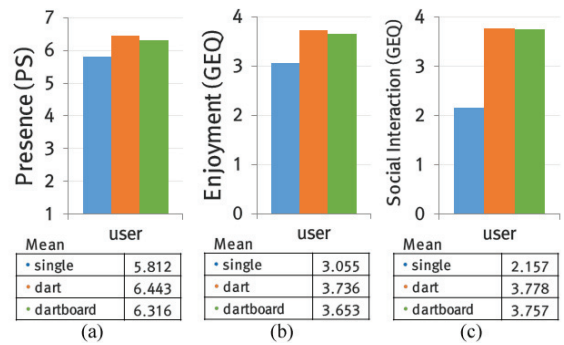 Presence (PS)
7
6
5
4
3
2
1
user
Mean
• single 5.812
• dart 6.443
• dartboard 6.316
(a)
Enjoyment (GEQ)
4
3
2
1
0
user
Mean
• single 3.055
• dart 3.736
• dartboard 3.653
(b)
Social Interaction (GEQ)
4
3
2
1
0
user
Mean
• single 2.157
• dart 3.778
• dartboard 3.757
(c)